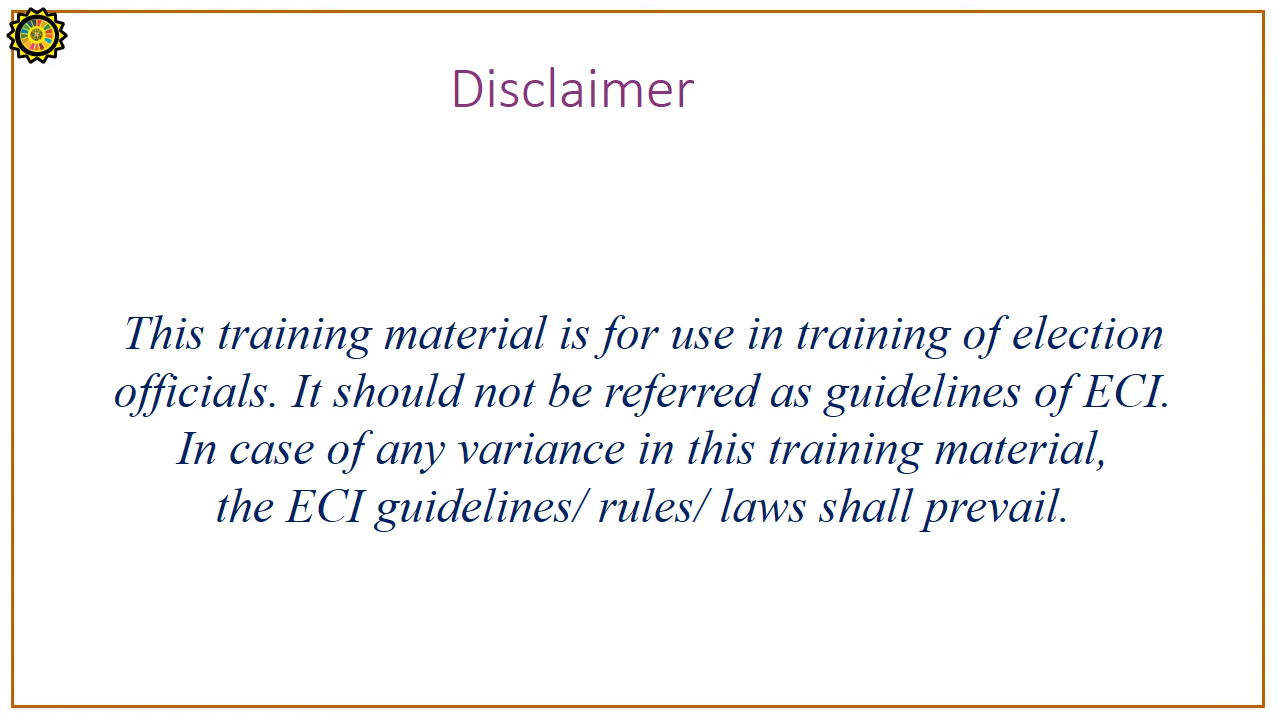 Disclaimer
This training material is for use in training of election
officials. It should not be referred as guidelines of ECI.
In case of any variance in this training material,
the ECI guidelines/ rules/ laws shall prevail.